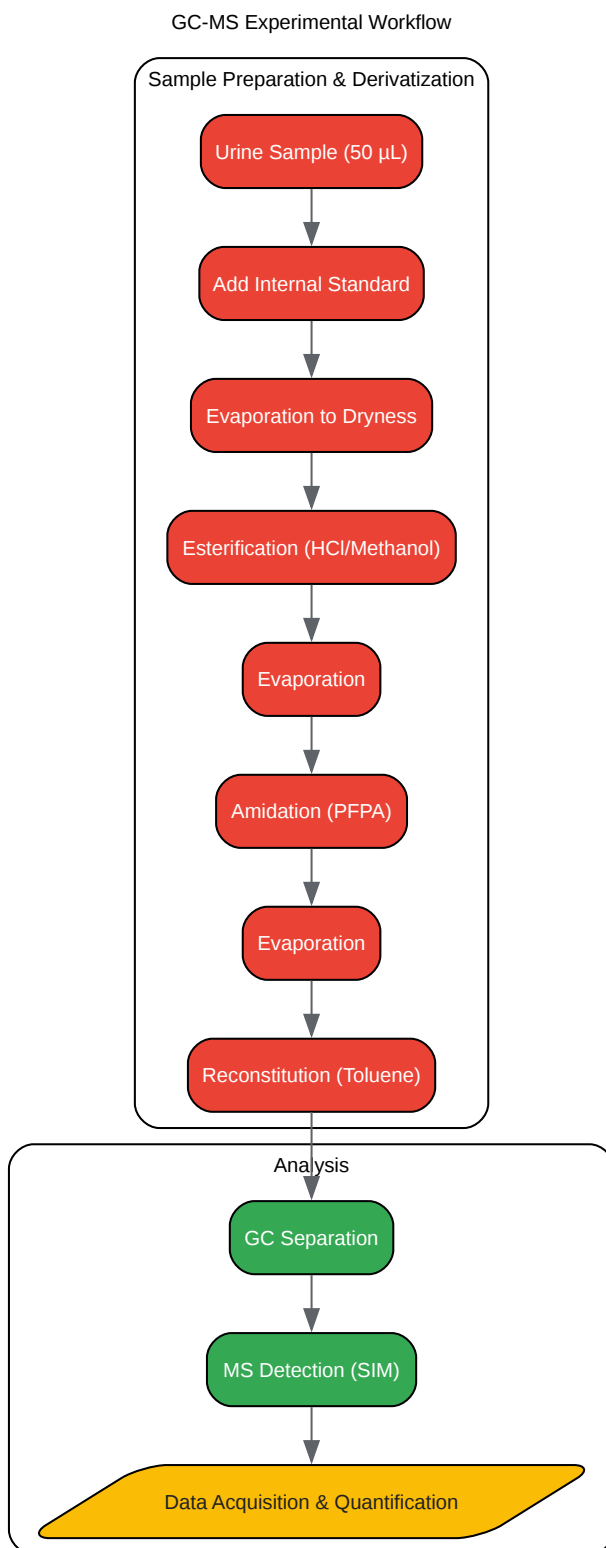 GC-MS Experimental Workflow
Sample Preparation & Derivatization
Urine Sample (50 µL)
Add Internal Standard
Evaporation to Dryness
Esterification (HCl/Methanol)
Evaporation
Amidation (PFPA)
Evaporation
Reconstitution (Toluene)
Analysis
GC Separation
MS Detection (SIM)
Data Acquisition & Quantification